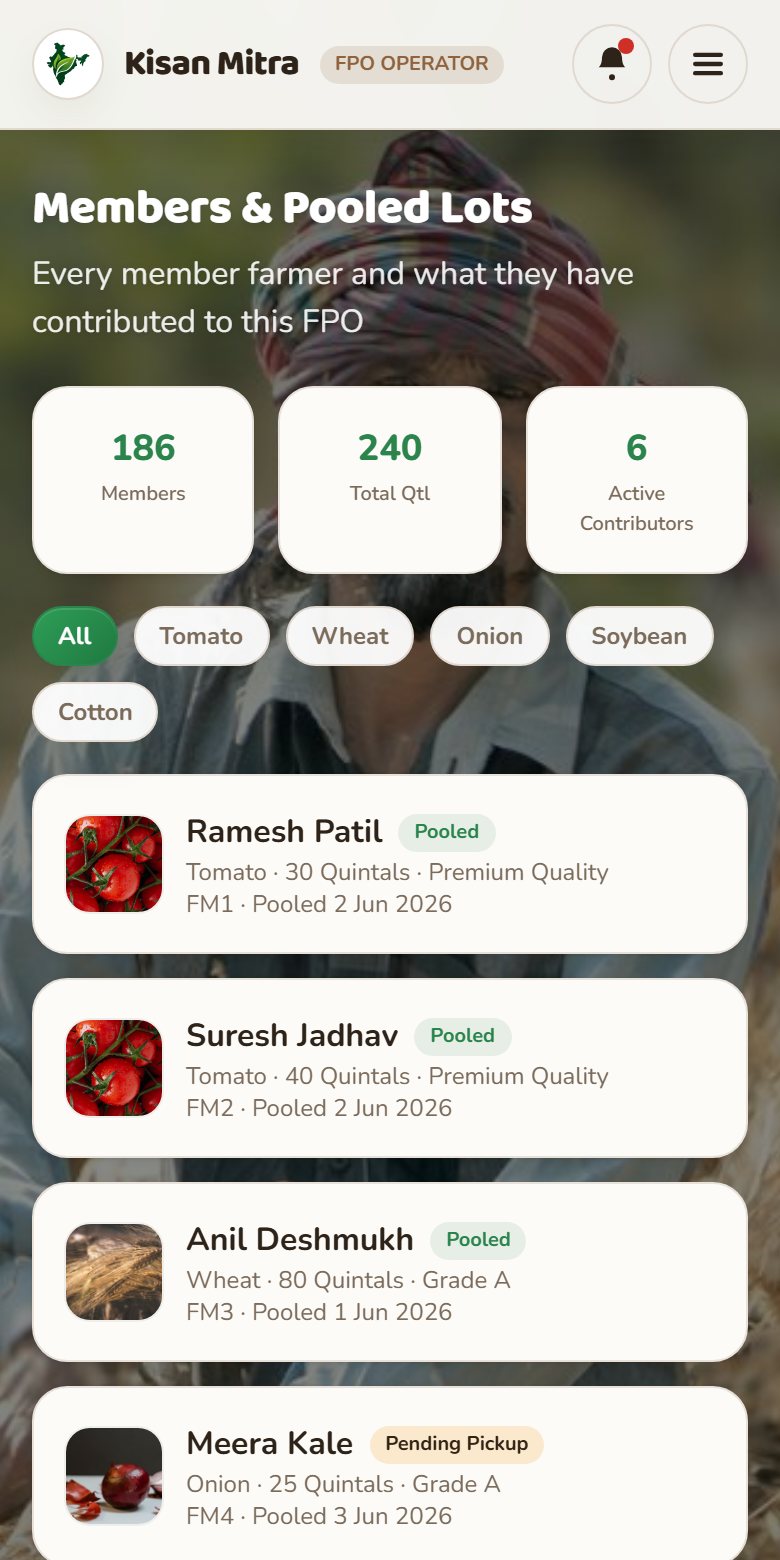 Kisan Mitra
FPO OPERATOR
Members & Pooled Lots
Every member farmer and what they have
contributed to this FPO
186
Members
240
Total Qtl
6
Active
Contributors
All
Tomato
Wheat
Onion
Soybean
Cotton
Ramesh Patil
Pooled
Tomato · 30 Quintals · Premium Quality
FM1 · Pooled 2 Jun 2026
Suresh Jadhav
Pooled
Tomato · 40 Quintals · Premium Quality
FM2 · Pooled 2 Jun 2026
Anil Deshmukh
Pooled
Wheat · 80 Quintals · Grade A
FM3 · Pooled 1 Jun 2026
Meera Kale
Pending Pickup
Onion · 25 Quintals · Grade A
FM4 · Pooled 3 Jun 2026